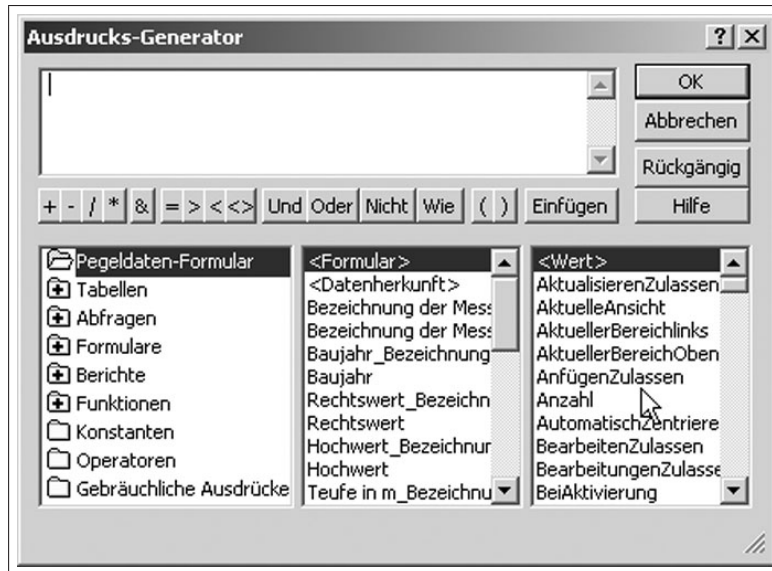 Ausdrucks-Generator
OK
Abbrechen
Rückgängig
+ - / * & = > < <> Und Oder Nicht Wie ( ) Einfügen Hilfe
Pegeldaten-Formular
Tabellen
Abfragen
Formulare
Berichte
Funktionen
Konstanten
Operatoren
Gebräuchliche Ausdrücke
<Formular>
<Datenherkunft>
Bezeichnung der Mess
Bezeichnung der Mess
Baujahr_Bezeichnung
Baujahr
Rechtswert_Bezeichn
Rechtswert
Hochwert_Bezeichnur
Hochwert
Teufe in m_Bezeichnu
<Wert>
AktualisierenZulassen
AktuelleAnsicht
AktuellerBereichlinks
AktuellerBereichOben
AnfügenZulassen
Anzahl
AutomatischZentriere
BearbeitenZulassen
BearbeitungenZulasse
BeiAktivierung